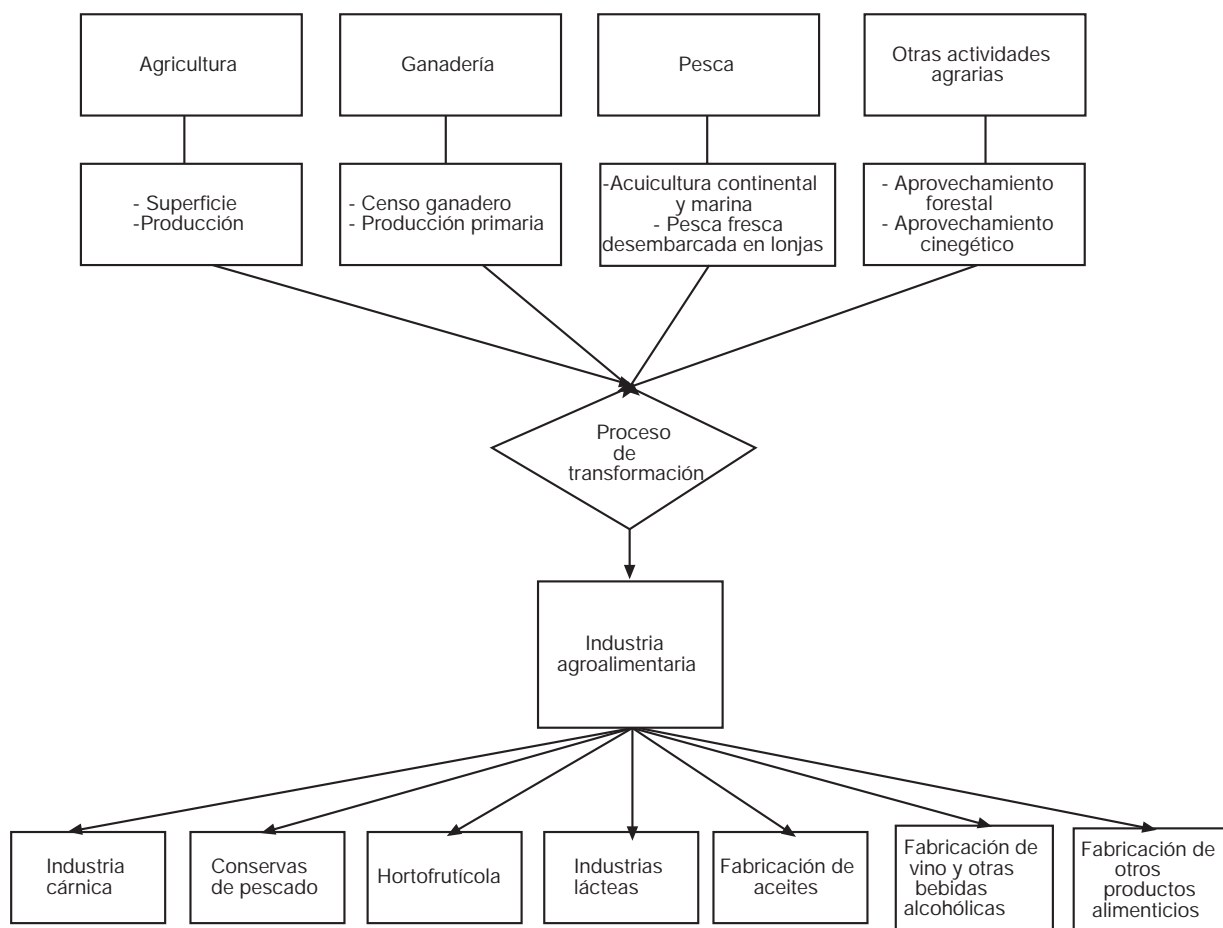 Agricultura
Ganadería
Pesca
Otras actividades
agrarias
- Superficie
-Producción
- Censo ganadero
- Producción primaria
-Acuicultura continental
y marina
- Pesca fresca
desembarcada en lonjas
- Aprovechamiento
forestal
- Aprovechamiento
cinegético
Proceso
de
transformación
Industria
agroalimentaria
Industria
cárnica
Conservas
de pescado
Hortofrutícola
Industrias
lácteas
Fabricación de
aceites
Fabricación de
vino y otras
bebidas
alcohólicas
Fabricación de
otros
productos
alimenticios